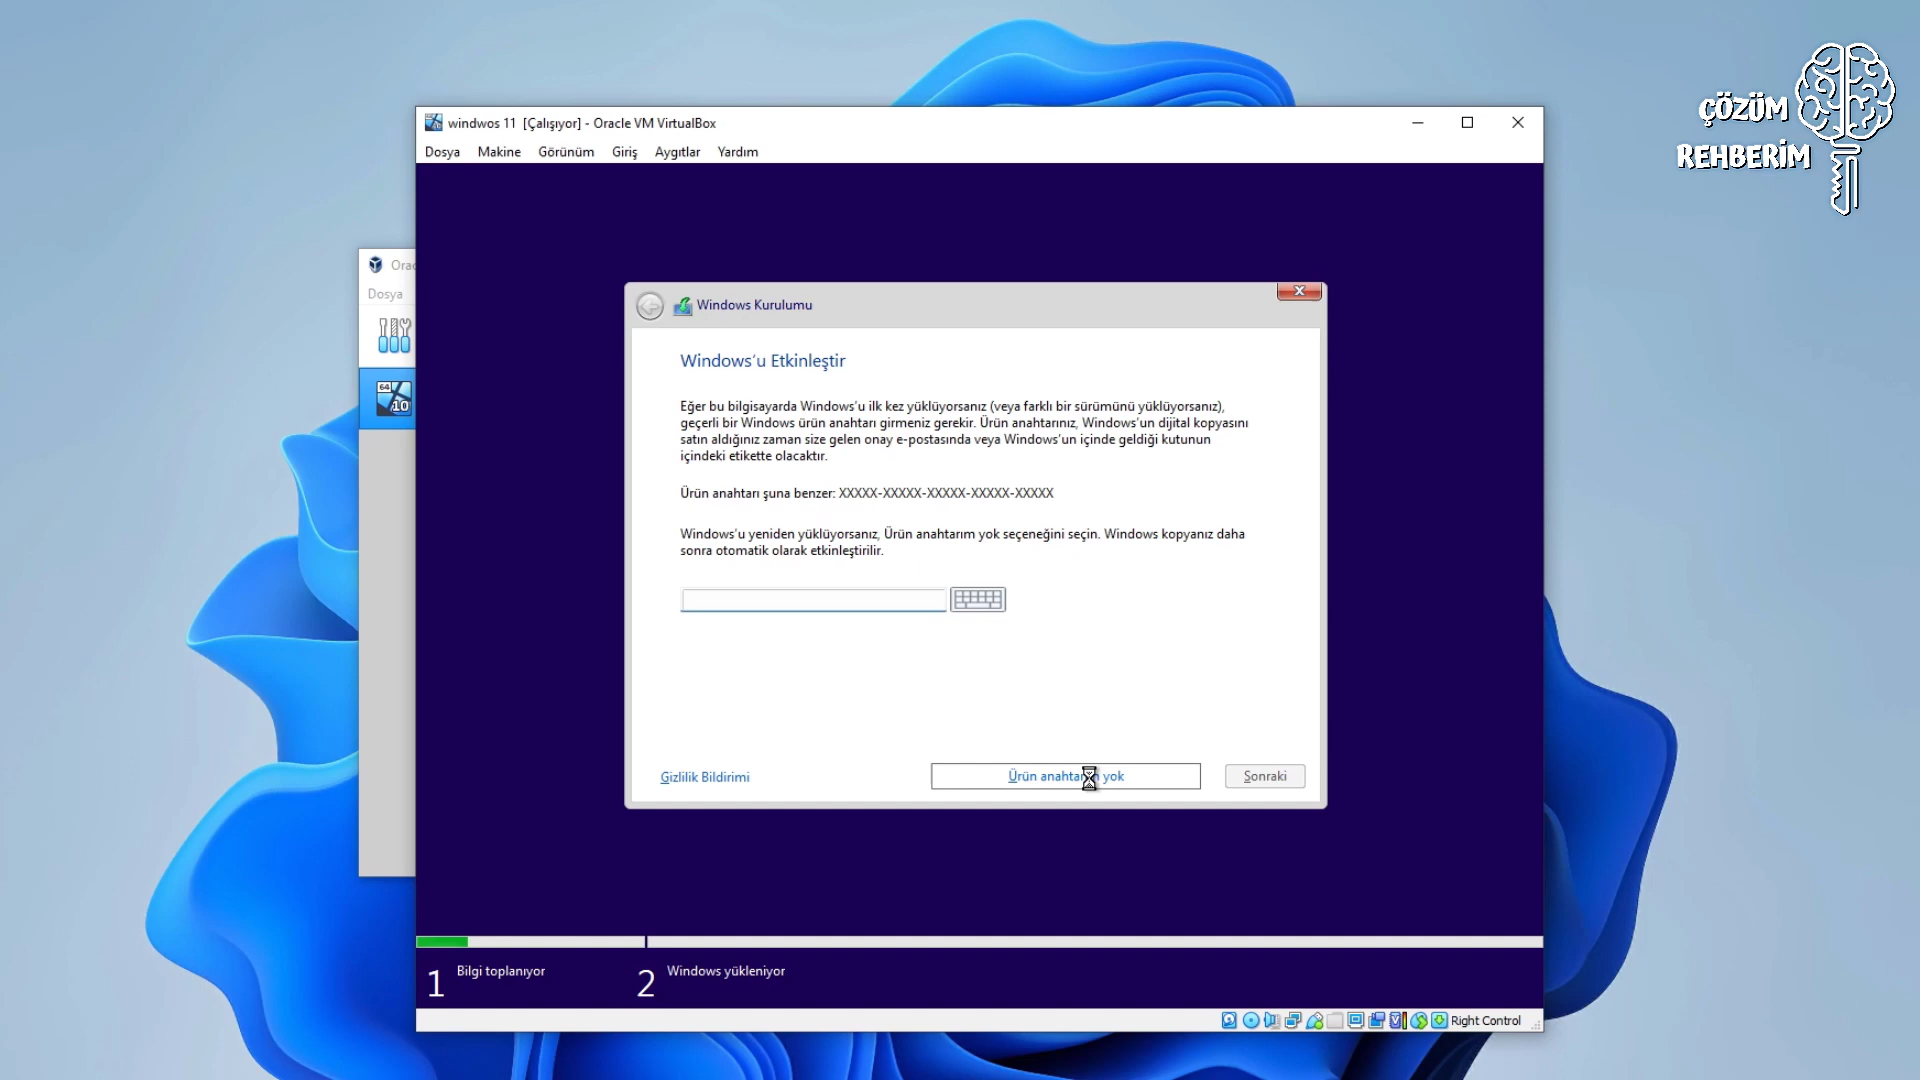 ÇÖZÜM
REHBERİM
windwos 11 [Çalışıyor] - Oracle VM VirtualBox
Dosya Makine Görünüm Giriş Aygıtlar Yardım
Dosya
64
10
Windows Kurulumu
Windows'u Etkinleştir
Eğer bu bilgisayarda Windows'u ilk kez yüklüyorsanız (veya farklı bir sürümünü yüklüyorsanız),
geçerli bir Windows ürün anahtarı girmeniz gerekir. Ürün anahtarınız, Windows'un dijital kopyasını
satın aldığınız zaman size gelen onay e-postasında veya Windows'un içinde geldiği kutunun
içindeki etikette olacaktır.
Ürün anahtarı şuna benzer: XXXXX-XXXXX-XXXXX-XXXXX-XXXXX
Windows'u yeniden yüklüyorsanız, Ürün anahtarım yok seçeneğini seçin. Windows kopyanız daha
sonra otomatik olarak etkinleştirilir.
Gizlilik Bildirimi
Ürün anahtarım yok
Sonraki
1 Bilgi toplanıyor
2 Windows yükleniyor
Right Control